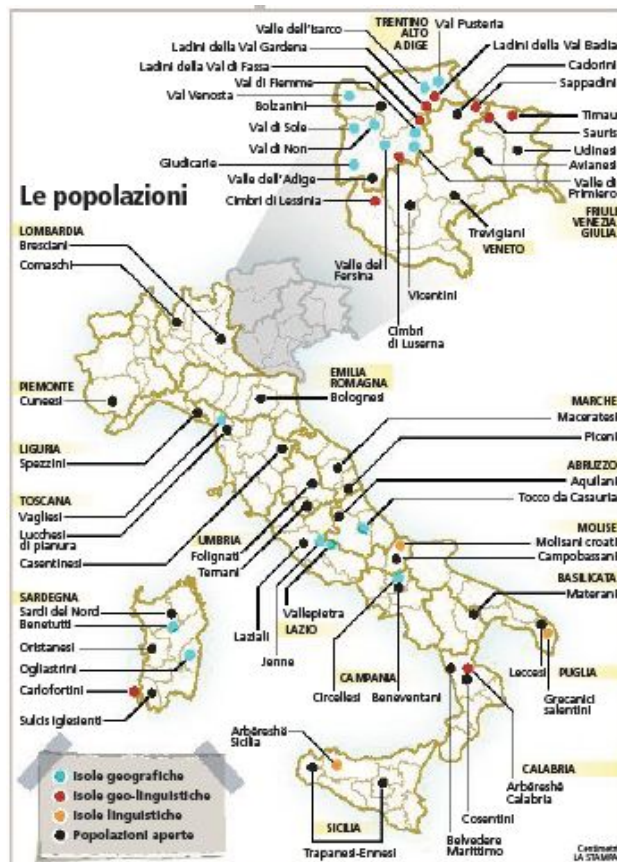 Valle dell'Isarco
TRENTINO
ALTO
ADIGE
Val Pusteria
Ladini della Val Gardena
Ladini della Val Badia
Ladini della Val di Fassa
Cadorini
Val di Fiemme
Sappadini
Val Venosta
Bolzanini
Timau
Val di Sole
Sauris
Val di Non
Udinesi
Giudicarie
Avianesi
Valle dell'Adige
Valle di
Primiero
Le popolazioni
Cimbri di Lessinia
FRIULI
VENEZIA
GIULIA
Trevigiani
VENETO
LOMBARDIA
Bresciani
Comaschi
Valle del
Fersina
Vicentini
Cimbri
di Luserna
PIEMONTE
Cuneesi
EMILIA
ROMAGNA
Bolognesi
MARCHE
Maceratesi
Piceni
LIGURIA
Spezzini
ABRUZZO
Aquilani
Tocco da Casauria
TOSCANA
Vagliesi
Lucchesi
di pianura
Casentinesi
UMBRIA
Folignati
Ternani
MOLISE
Molisani croati
Campobassani
BASILICATA
Materani
SARDEGNA
Sardi del Nord
Benetutti
Oristanesi
Ogliastrini
Carlofortini
Sulcis iglesienti
Laziali
Vallepietra
LAZIO
Jenne
CAMPANIA
Circellesi
Beneventani
Leccesi
PUGLIA
Grecanici
salentini
Arbëreshë
Sicilia
CALABRIA
Arbëreshë
Calabria
Cosentini
Belvedere
Marittimo
SICILIA
Trapanesi-Ennesi
Isole geografiche
Isole geo-linguistiche
Isole linguistiche
Popolazioni aperte
Centimetri
LA STAMPA